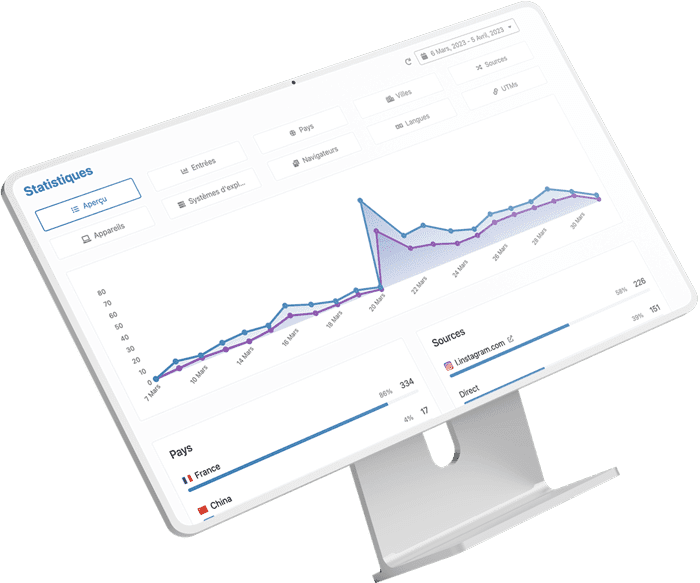 6 Mars, 2023 - 5 Avril, 2023
Statistiques
Aperçu
Entrées
Pays
Villes
Sources
Appareils
Systèmes d'expl...
Navigateurs
Langues
UTMs
80
70
60
50
40
30
20
10
0
7 Mars
10 Mars
14 Mars
16 Mars
18 Mars
20 Mars
22 Mars
24 Mars
26 Mars
28 Mars
30 Mars
Pays
France
86% 334
China
4% 17
Sources
l.instagram.com
58% 226
Direct
39% 151